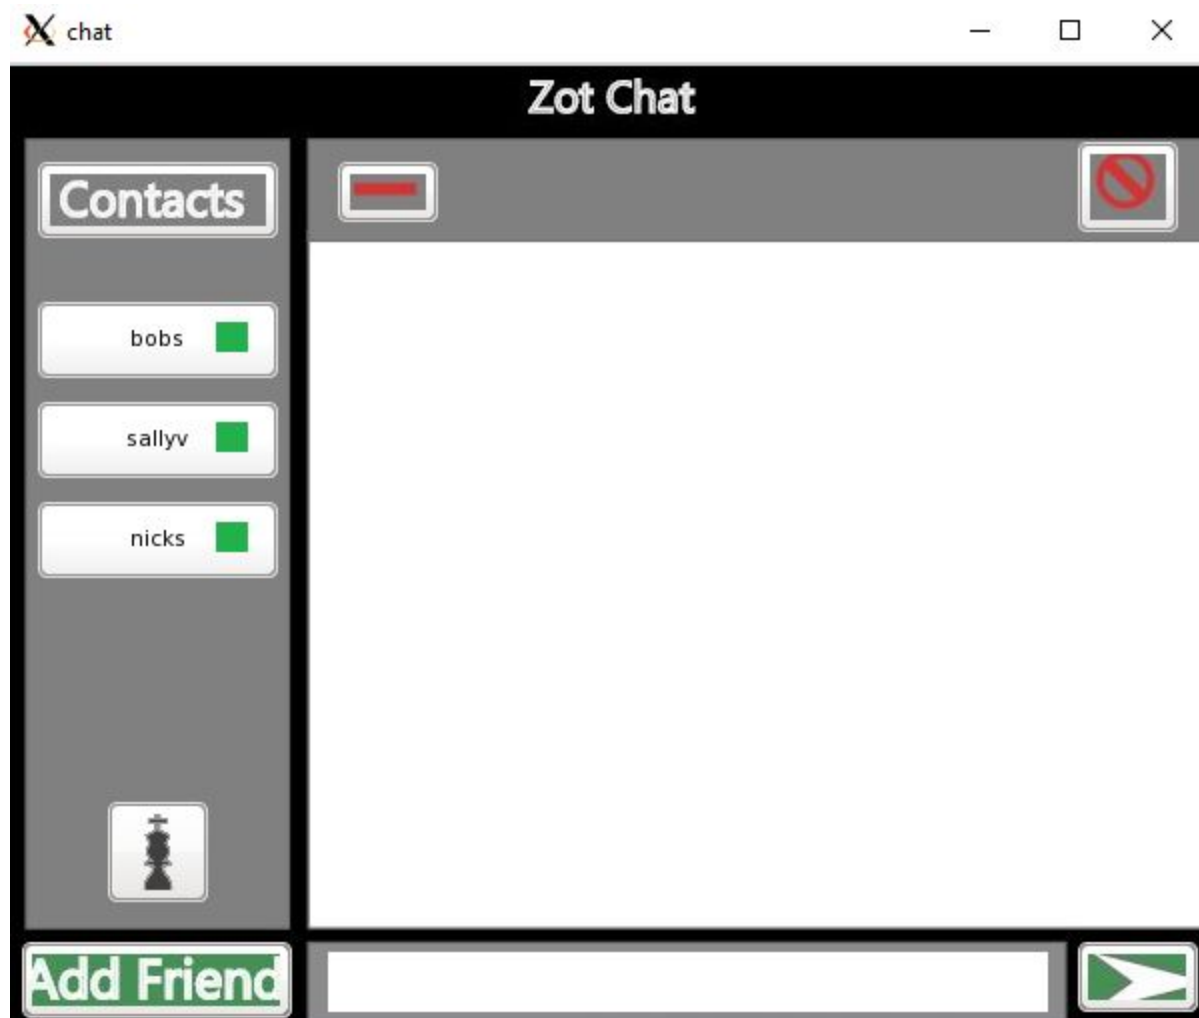 chat
Zot Chat
Contacts
bobs
sallyv
nicks
Add Friend